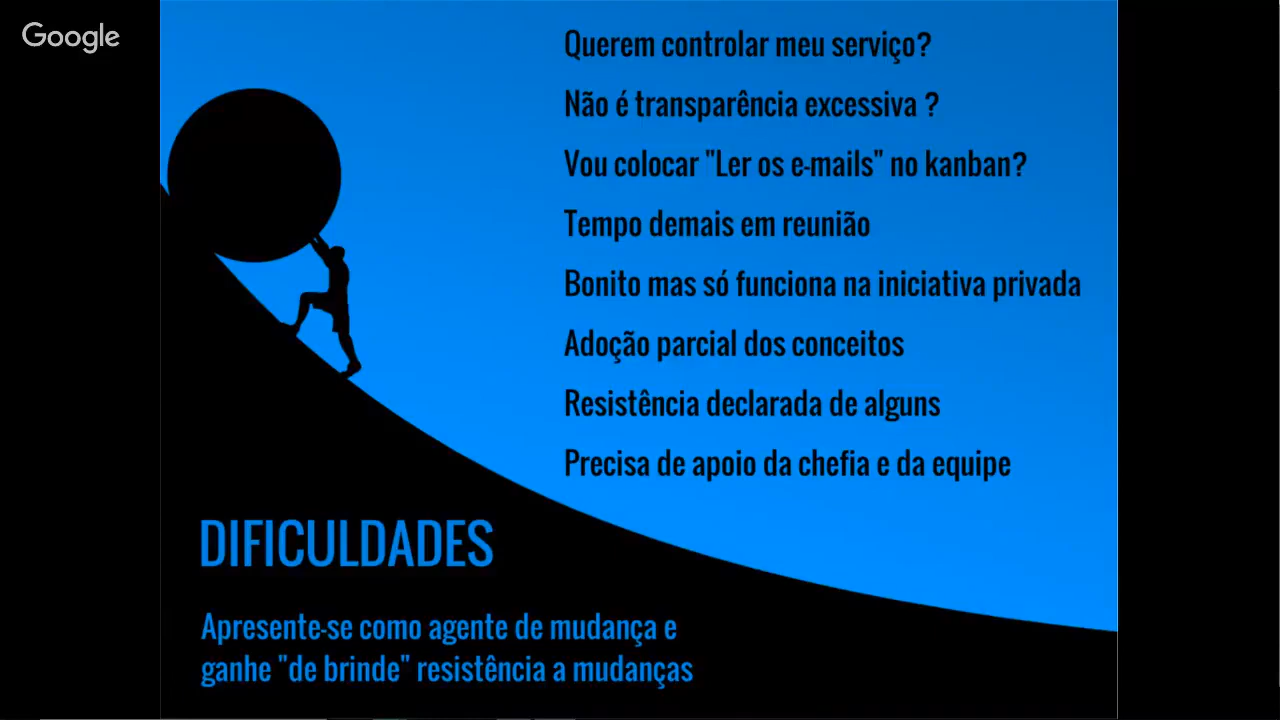 Google
Querem controlar meu serviço?
Não é transparência excessiva ?
Vou colocar "Ler os e-mails" no kanban?
Tempo demais em reunião
Bonito mas só funciona na iniciativa privada
Adoção parcial dos conceitos
Resistência declarada de alguns
Precisa de apoio da chefia e da equipe
DIFICULDADES
Apresente-se como agente de mudança e
ganhe "de brinde" resistência a mudanças